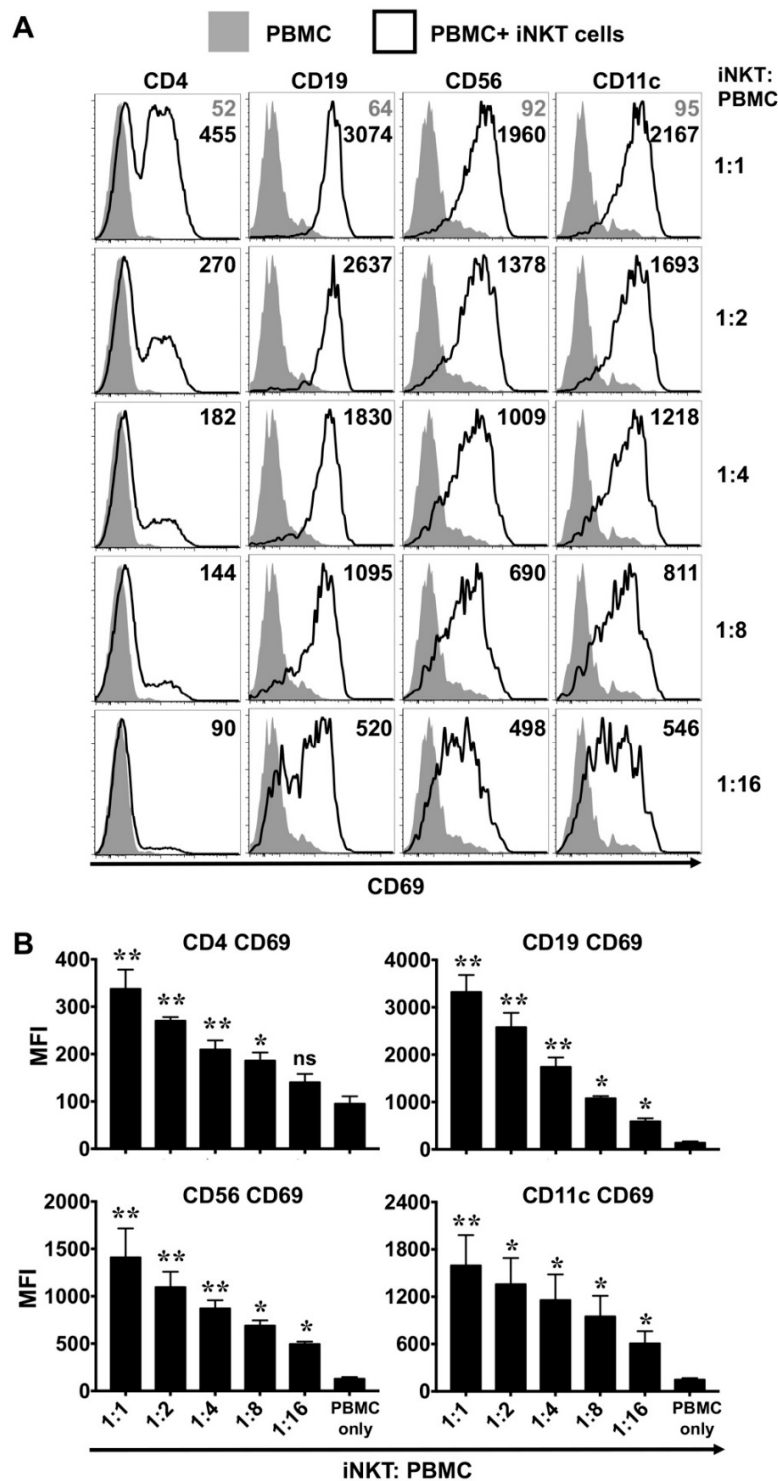 A
PBMC PBMC+ iNKT cells
CD4 CD19 CD56 CD11c iNKT: PBMC
52 64 92 95
455 3074 1960 2167 1:1
270 2637 1378 1693 1:2
182 1830 1009 1218 1:4
144 1095 690 811 1:8
90 520 498 546 1:16
CD69
B
CD4 CD69
MFI
400
300
200
100
0
** ** ** * ns
CD19 CD69
4000
3000
2000
1000
0
** ** ** * *
CD56 CD69
MFI
2000
1500
1000
500
0
** ** ** * *
1:1 1:2 1:4 1:8 1:16 PBMC only
CD11c CD69
2400
1800
1200
600
0
** * * * *
1:1 1:2 1:4 1:8 1:16 PBMC only
iNKT: PBMC